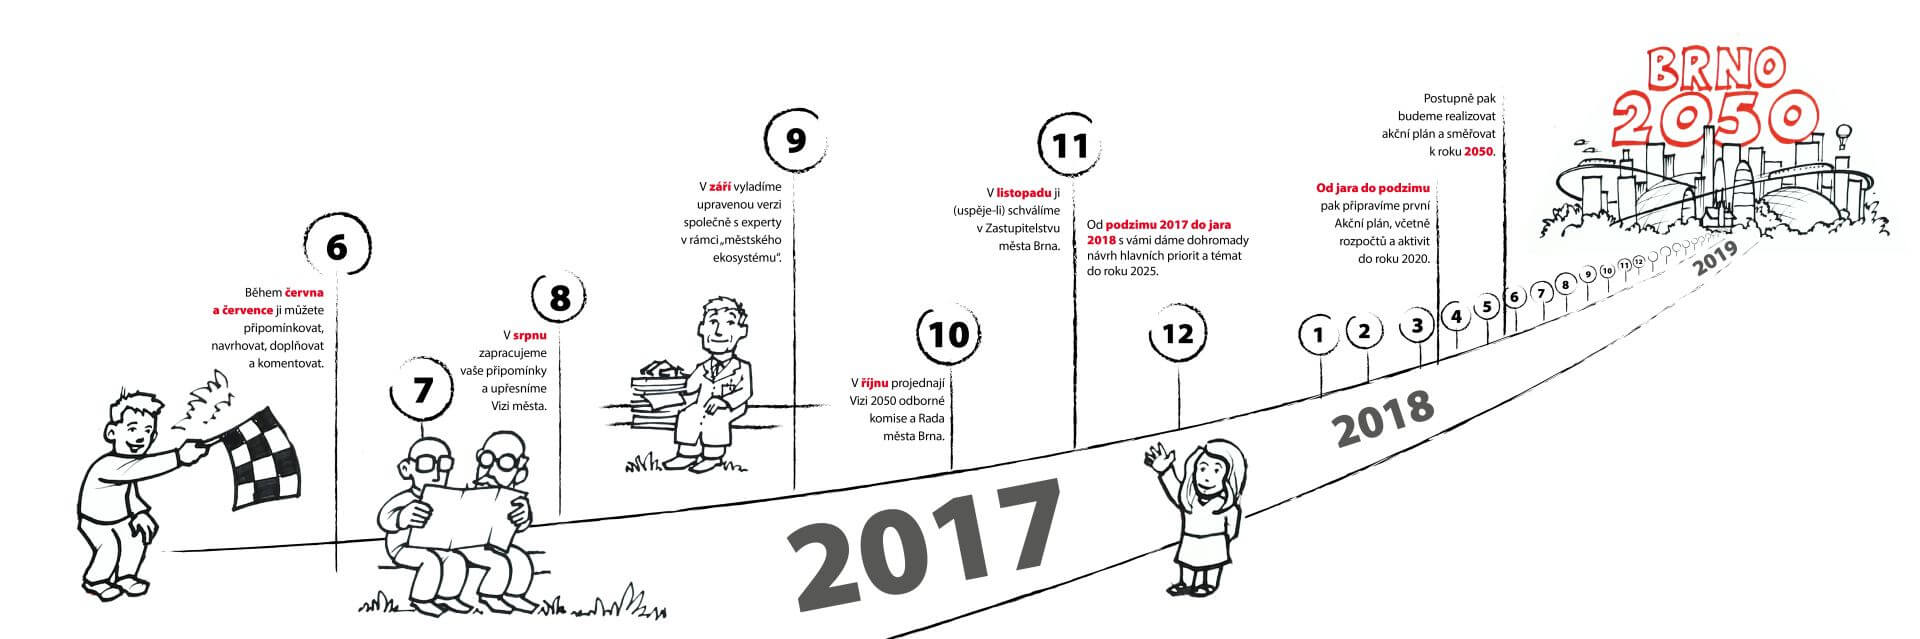 6
Během června
a července ji můžete
připomínkovat,
navrhovat, doplňovat
a komentovat.
7
8
V srpnu
zapracujeme
vaše připomínky
a upřesníme
Vizi města.
9
V září vyladíme
upravenou verzi
společně s experty
v rámci „městského
ekosystému“.
10
V říjnu projednají
Vizi 2050 odborné
komise a Rada
města Brna.
11
V listopadu ji
(uspěje-li) schválíme
v Zastupitelstvu
města Brna.
Od podzimu 2017 do jara
2018 s vámi dáme dohromady
návrh hlavních priorit a témat
do roku 2025.
12
2017
1
2
3
Od jara do podzimu
pak připravíme první
Akční plán, včetně
rozpočtů a aktivit
do roku 2020.
4
5
Postupně pak
budeme realizovat
akční plán a směřovat
k roku 2050.
6
7
8
9
10
11
12
2018
2019
BRNO
2050